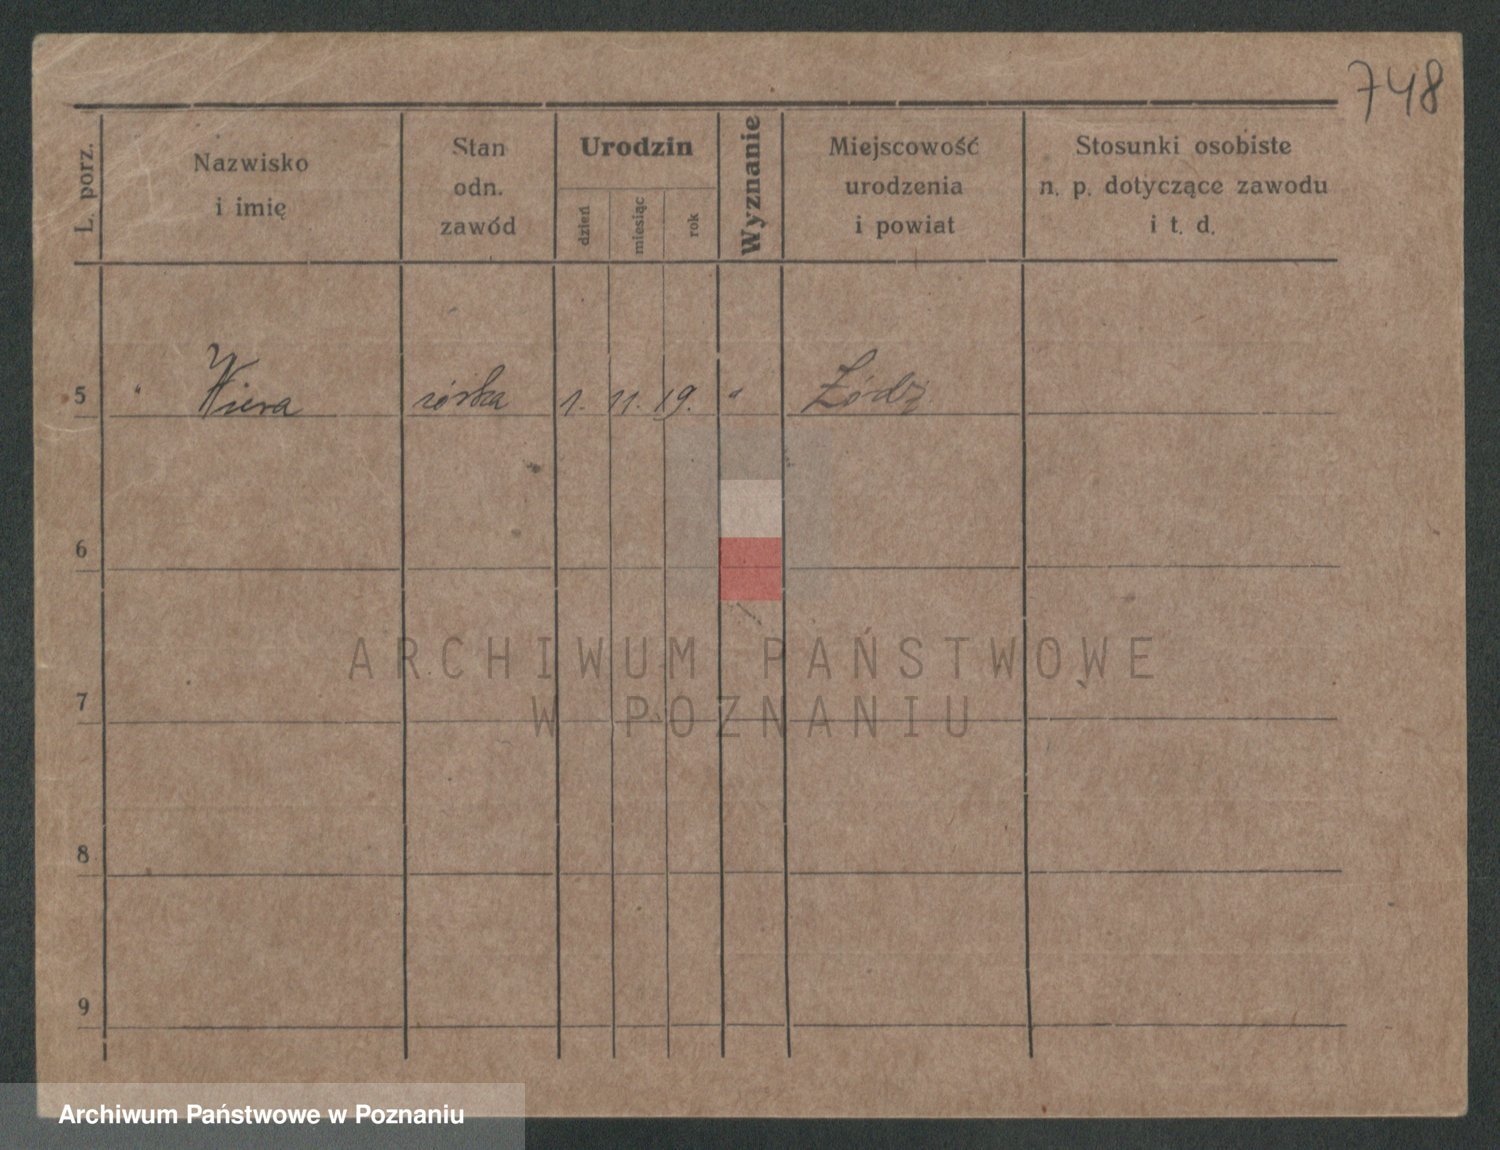 748
L. porz.
Nazwisko
i imię
Stan
odn.
zawód
Urodzin
dzień
miesiąc
rok
Wyznanie
Miejscowość
urodzenia
i powiat
Stosunki osobiste
n. p. dotyczące zawodu
i t. d.
5 " Wiera córka 1. 11. 19. " Łódz
6
7
8
9
ARCHIWUM PAŃSTWOWE
W POZNANIU
Archiwum Państwowe w Poznaniu